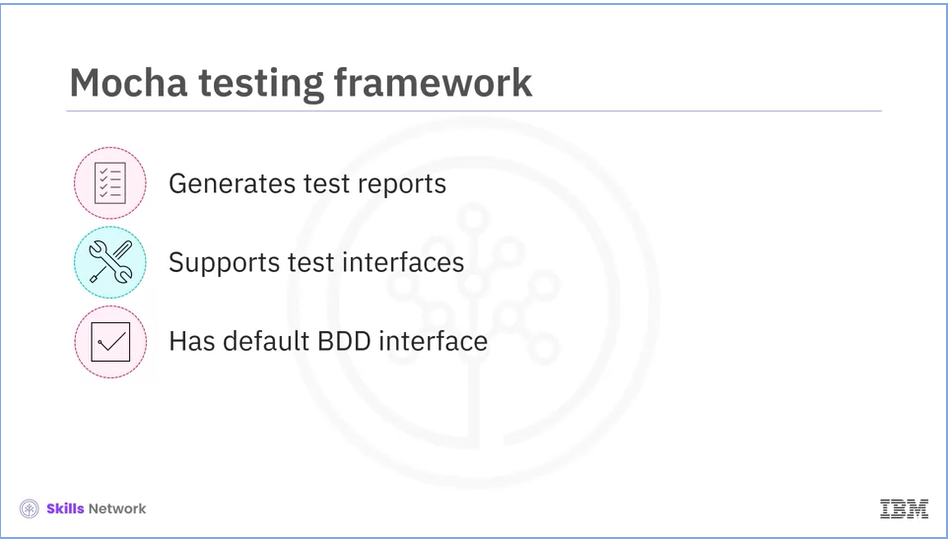 Mocha testing framework
Generates test reports
Supports test interfaces
Has default BDD interface
Skills Network
IBM